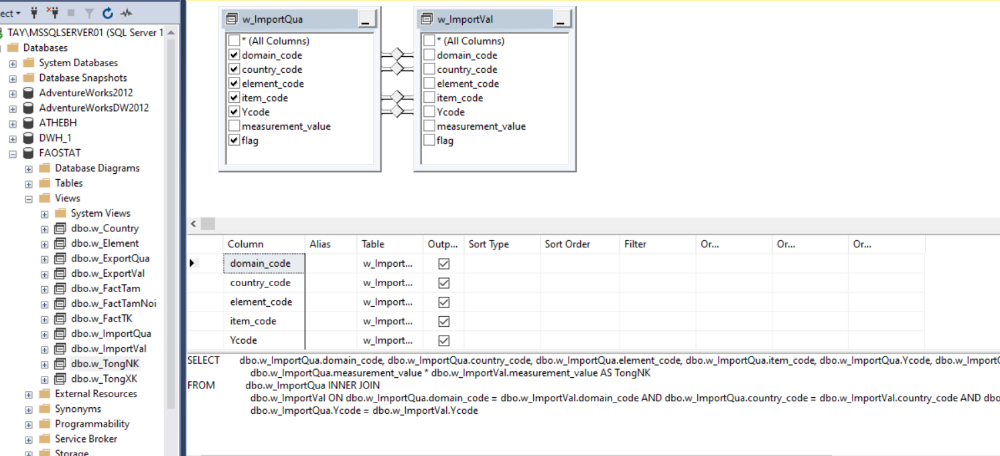 ect
TAY\MSSQLSERVER01 (SQL Server 1
Databases
System Databases
Database Snapshots
AdventureWorks2012
AdventureWorksDW2012
ATHEBH
DWH_1
FAOSTAT
Database Diagrams
Tables
Views
System Views
dbo.w_Country
dbo.w_Element
dbo.w_ExportQua
dbo.w_ExportVal
dbo.w_FactTam
dbo.w_FactTamNoi
dbo.w_FactTK
dbo.w_ImportQua
dbo.w_ImportVal
dbo.w_TongNK
dbo.w_TongXK
External Resources
Synonyms
Programmability
Service Broker
Storage
w_ImportQua
* (All Columns)
domain_code
country_code
element_code
item_code
Ycode
measurement_value
flag
w_ImportVal
* (All Columns)
domain_code
country_code
element_code
item_code
Ycode
measurement_value
flag
Column Alias Table Outp... Sort Type Sort Order Filter Or... Or... Or...
domain_code w_Import...
country_code w_Import...
element_code w_Import...
item_code w_Import...
Ycode w_Import...
SELECT dbo.w_ImportQua.domain_code, dbo.w_ImportQua.country_code, dbo.w_ImportQua.element_code, dbo.w_ImportQua.item_code, dbo.w_ImportQua.Ycode, dbo.w_ImportQ
dbo.w_ImportQua.measurement_value * dbo.w_ImportVal.measurement_value AS TongNK
FROM dbo.w_ImportQua INNER JOIN
dbo.w_ImportVal ON dbo.w_ImportQua.domain_code = dbo.w_ImportVal.domain_code AND dbo.w_ImportQua.country_code = dbo.w_ImportVal.country_code AND dbo
dbo.w_ImportQua.Ycode = dbo.w_ImportVal.Ycode